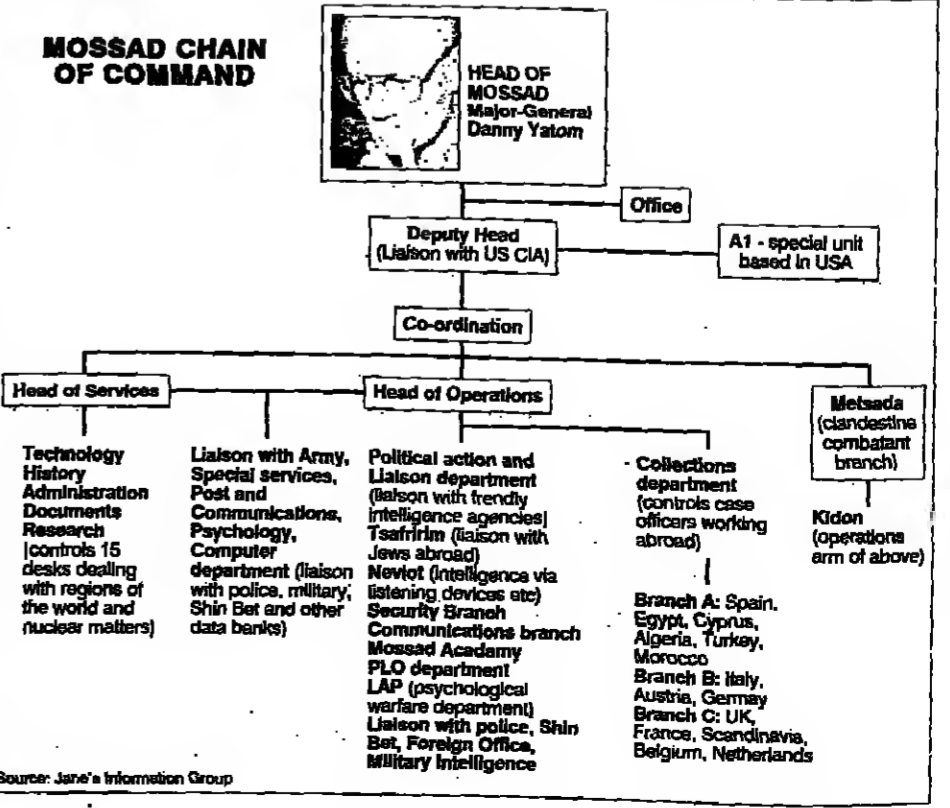 MOSSAD CHAIN
OF COMMAND
HEAD OF
MOSSAD
Major-General
Danny Yatom
Office
Deputy Head
(Liaison with US CIA)
A1 - special unit
based in USA
Co-ordination
Head of Services
Head of Operations
Metsada
(clandestine
combatant
branch)
Technology
History
Administration
Documents
Research
(controls 15
desks dealing
with regions of
the world and
nuclear matters)
Liaison with Army,
Special services,
Post and
Communications,
Psychology,
Computer
department (liaison
with police, military,
Shin Bet and other
data banks)
Political action and
Liaison department
(liaison with frendly
intelligence agencies)
Tsafririm (liaison with
Jews abroad)
Neviot (intelligence via
listening devices etc)
Security Branch
Communications branch
Mossad Acadamy
PLO department
LAP (psychological
warfare department)
Liaison with police, Shin
Bet, Foreign Office,
Military Intelligence
Collections
department
(controls case
officers working
abroad)
Branch A: Spain,
Egypt, Cyprus,
Algeria, Turkey,
Morocco
Branch B: Italy,
Austria, Germay
Branch C: UK,
France, Scandinavia,
Belgium, Netherlands
Kidon
(operations
arm of above)
Source: Jane's Information Group